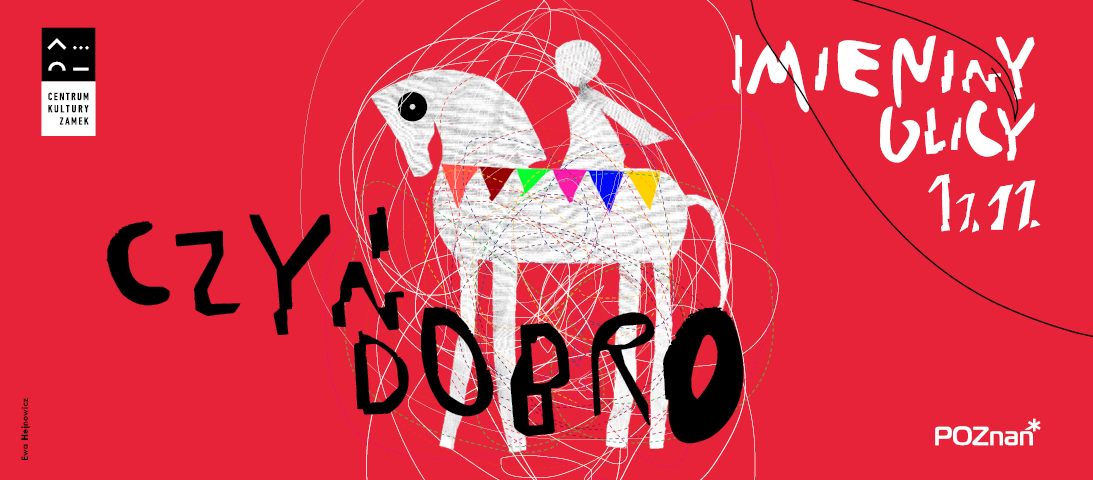 CENTRUM
KULTURY
ZAMEK
IMIENINY
ULICY
11.11.
CZYŃ
DOBRO
Ewa Hejnowicz
POZnan*